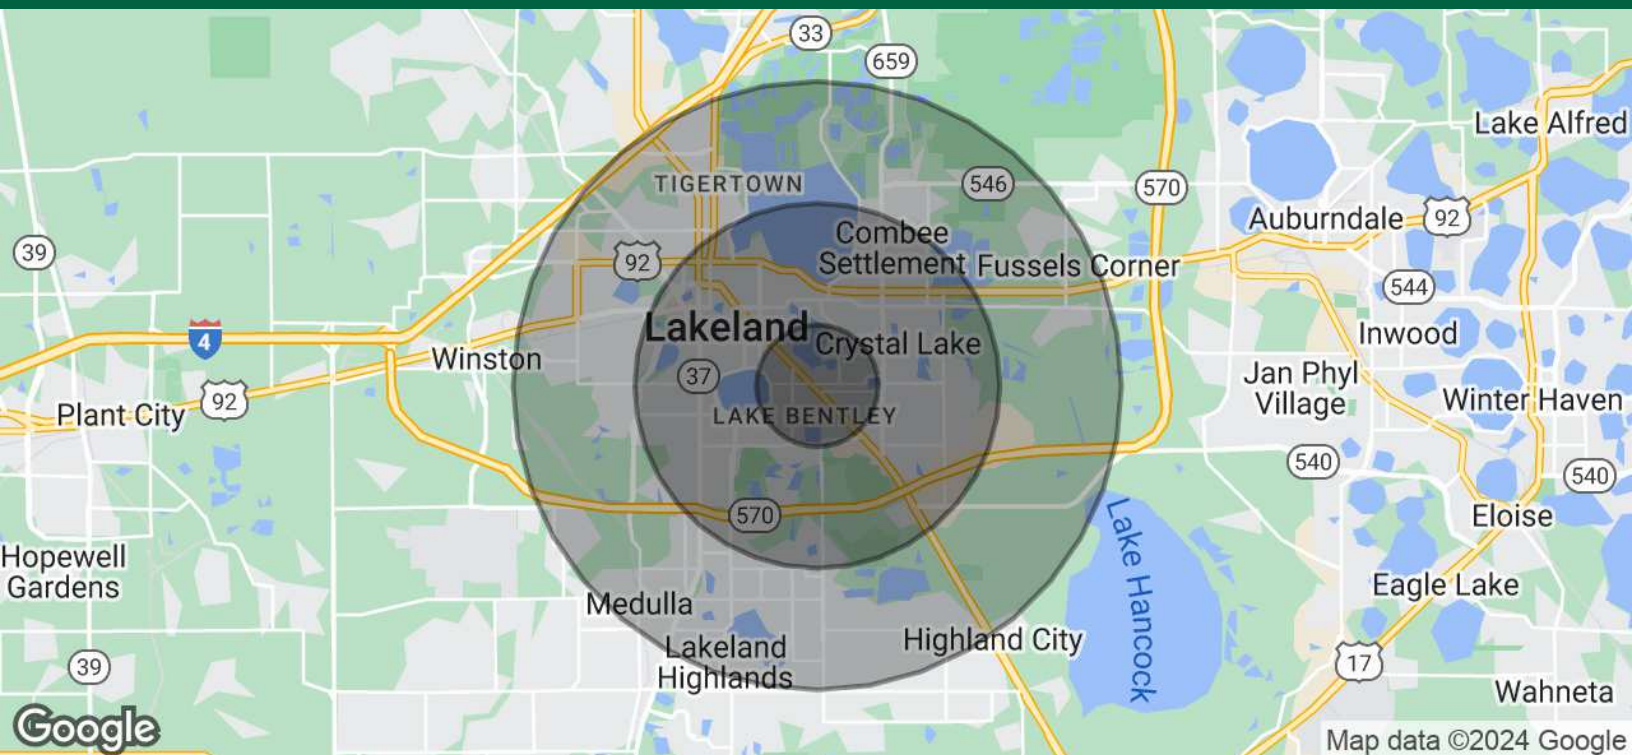 33
659
Lake Alfred
TIGERTOWN
546
570
Auburndale
92
39
Combee
Settlement
92
Fussels Corner
544
4
Lakeland
Crystal Lake
Inwood
Winston
37
Jan Phyl
Village
92
Plant City
LAKE BENTLEY
Winter Haven
540
540
570
Eloise
Hopewell
Gardens
Lake Hancock
Eagle Lake
Medulla
Highland City
Lakeland
Highlands
39
17
Wahneta
Google
Map data ©2024 Google